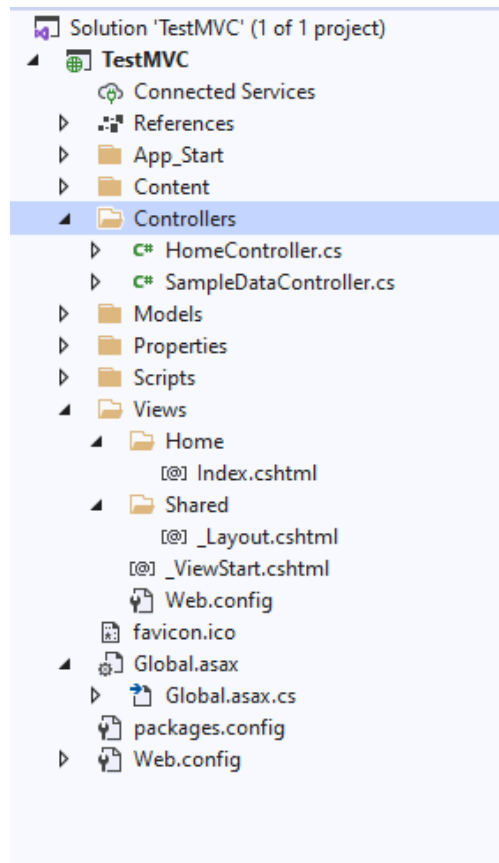 Solution 'TestMVC' (1 of 1 project)
TestMVC
Connected Services
References
App_Start
Content
Controllers
C# HomeController.cs
C# SampleDataController.cs
Models
Properties
Scripts
Views
Home
[@] Index.cshtml
Shared
[@] _Layout.cshtml
[@] _ViewStart.cshtml
Web.config
favicon.ico
Global.asax
Global.asax.cs
packages.config
Web.config